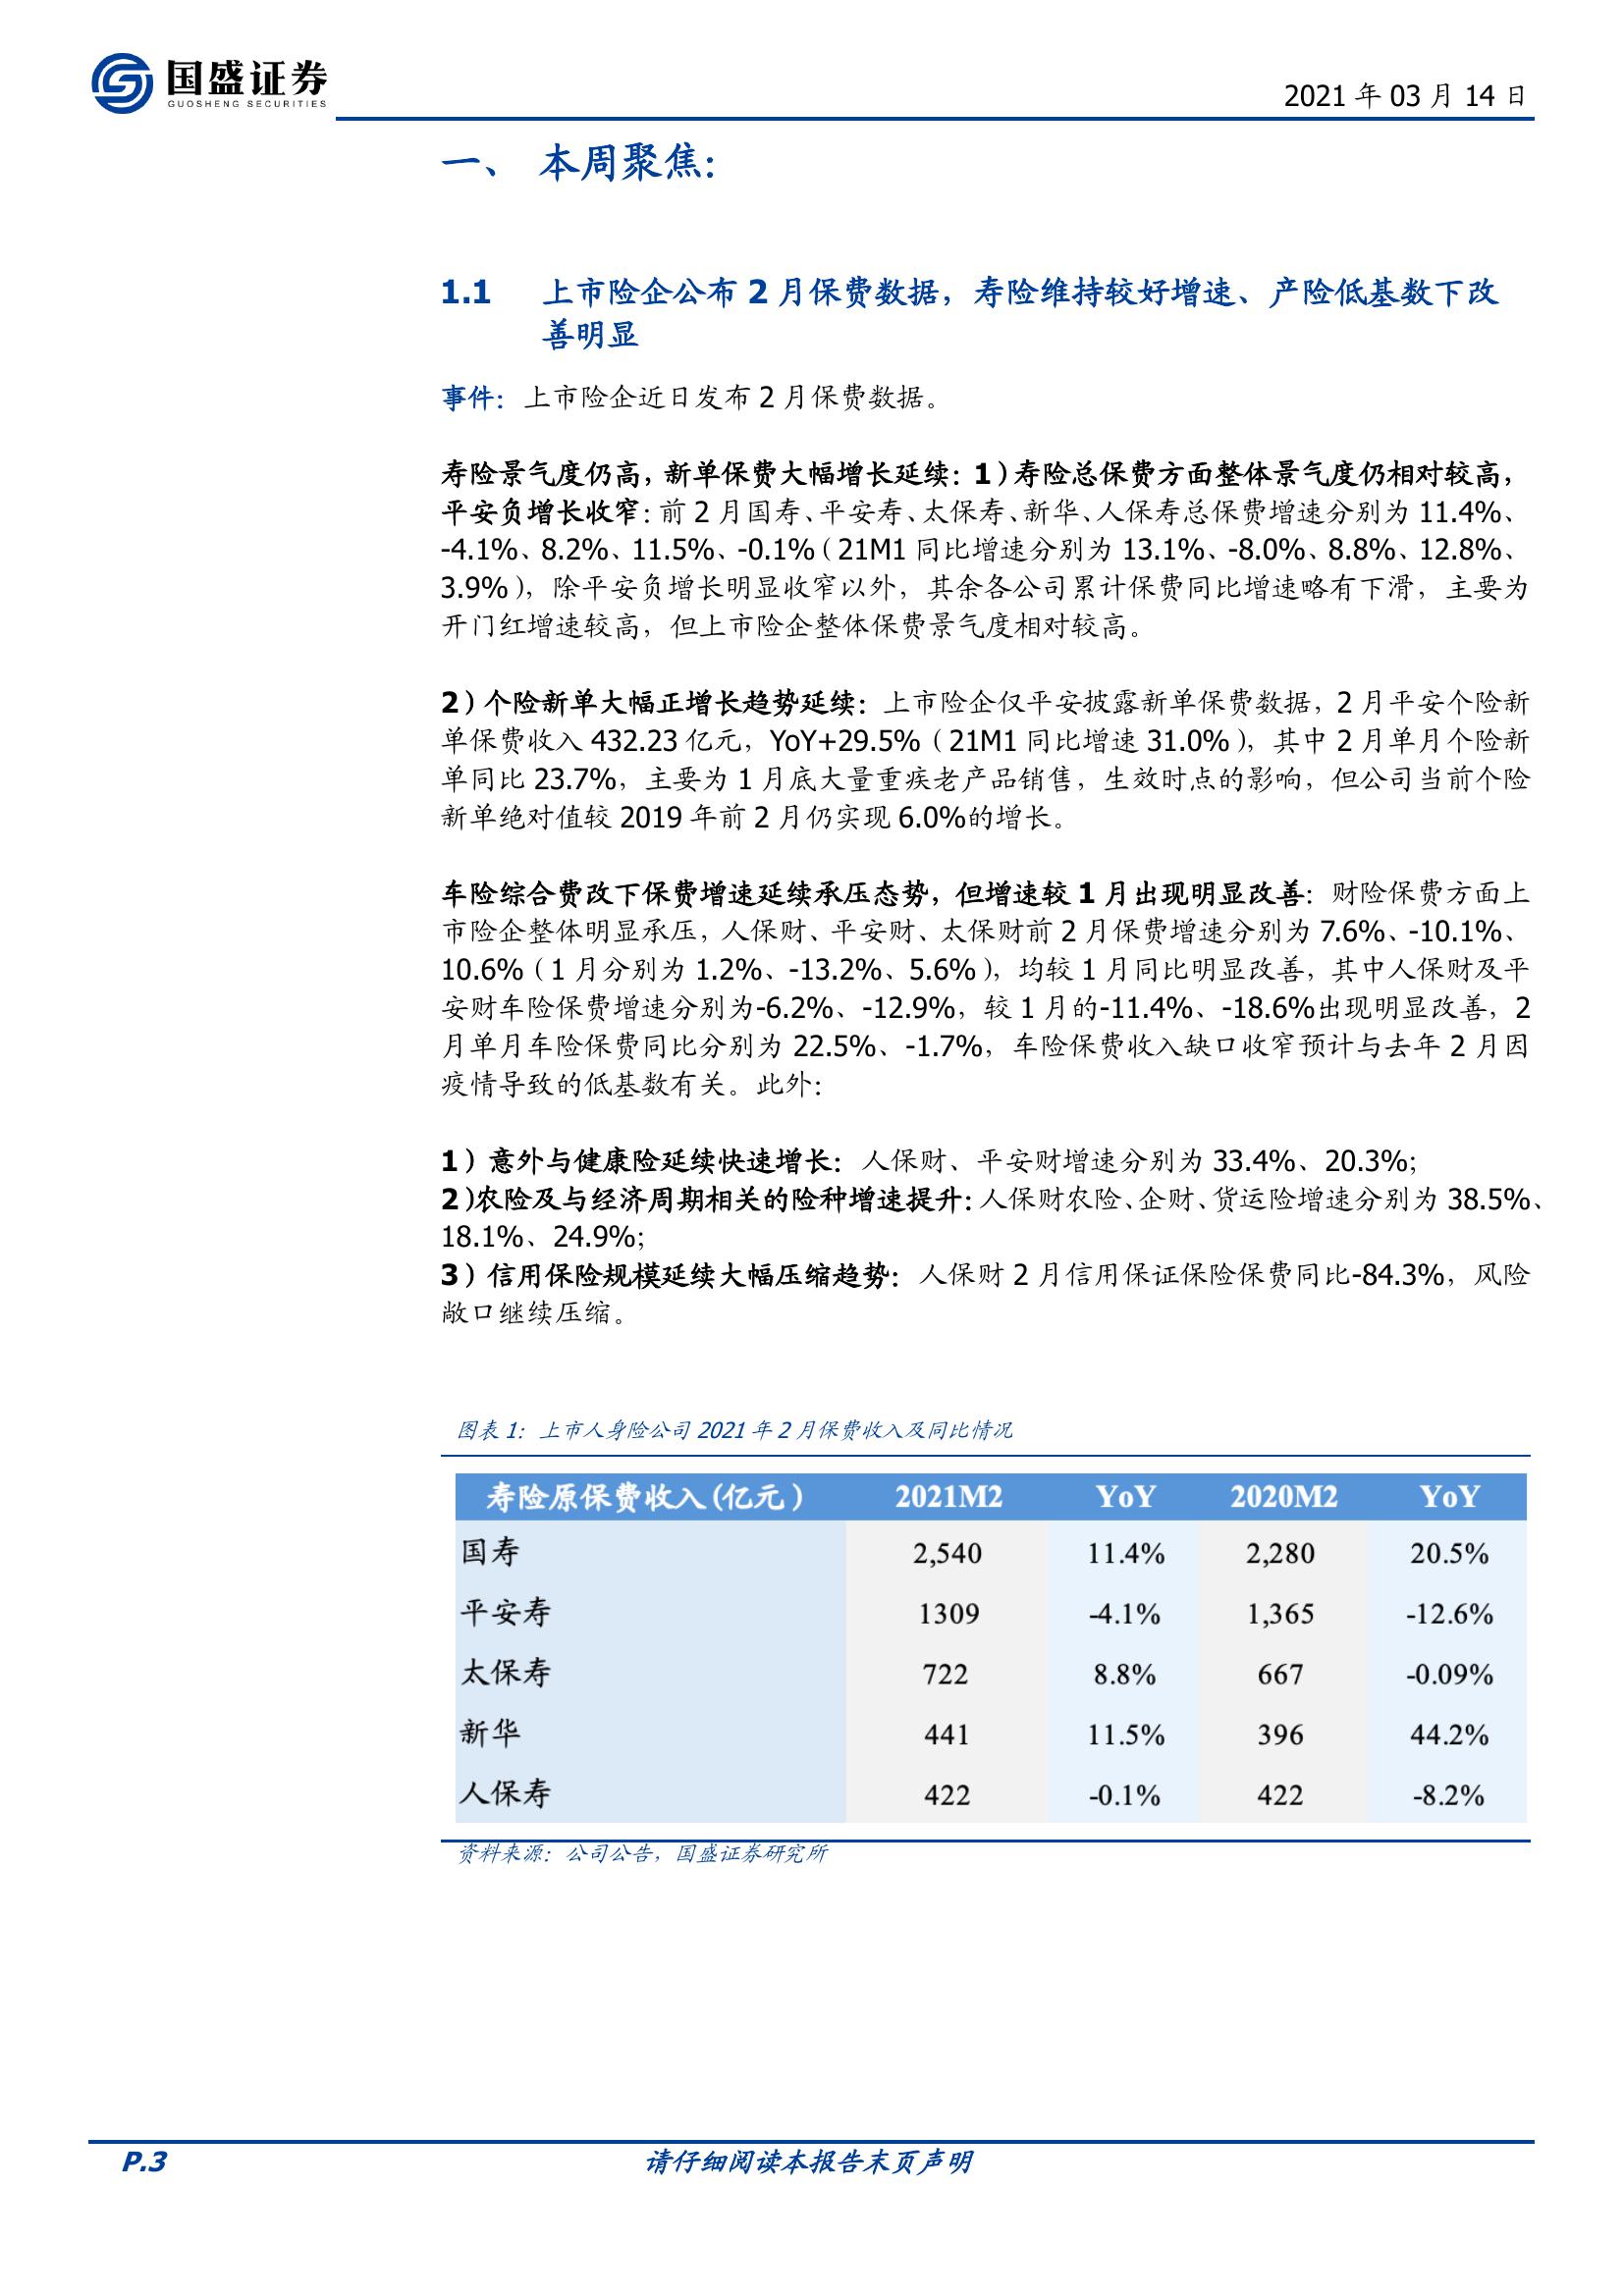 国盛证券
GUOSHENG SECURITIES
2021 年 03 月 14 日
一、 本周聚焦：
1.1 上市险企公布 2 月保费数据，寿险维持较好增速、产险低基数下改
善明显
事件：上市险企近日发布 2 月保费数据。
寿险景气度仍高，新单保费大幅增长延续：1）寿险总保费方面整体景气度仍相对较高，
平安负增长收窄：前 2 月国寿、平安寿、太保寿、新华、人保寿总保费增速分别为 11.4%、
-4.1%、8.2%、11.5%、-0.1%（21M1 同比增速分别为 13.1%、-8.0%、8.8%、12.8%、
3.9%），除平安负增长明显收窄以外，其余各公司累计保费同比增速略有下滑，主要为
开门红增速较高，但上市险企整体保费景气度相对较高。
2）个险新单大幅正增长趋势延续：上市险企仅平安披露新单保费数据，2 月平安个险新
单保费收入 432.23 亿元，YoY+29.5%（21M1 同比增速 31.0%），其中 2 月单月个险新
单同比 23.7%，主要为 1 月底大量重疾老产品销售，生效时点的影响，但公司当前个险
新单绝对值较 2019 年前 2 月仍实现 6.0%的增长。
车险综合费改下保费增速延续承压态势，但增速较 1 月出现明显改善：财险保费方面上
市险企整体明显承压，人保财、平安财、太保财前 2 月保费增速分别为 7.6%、-10.1%、
10.6%（1 月分别为 1.2%、-13.2%、5.6%），均较 1 月同比明显改善，其中人保财及平
安财车险保费增速分别为-6.2%、-12.9%，较 1 月的-11.4%、-18.6%出现明显改善，2
月单月车险保费同比分别为 22.5%、-1.7%，车险保费收入缺口收窄预计与去年 2 月因
疫情导致的低基数有关。此外：
1）意外与健康险延续快速增长：人保财、平安财增速分别为 33.4%、20.3%；
2）农险及与经济周期相关的险种增速提升：人保财农险、企财、货运险增速分别为 38.5%、
18.1%、24.9%；
3）信用保险规模延续大幅压缩趋势：人保财 2 月信用保证保险保费同比-84.3%，风险
敞口继续压缩。
图表 1：上市人身险公司 2021 年 2 月保费收入及同比情况
寿险原保费收入(亿元） 2021M2 YoY 2020M2 YoY
国寿 2,540 11.4% 2,280 20.5%
平安寿 1309 -4.1% 1,365 -12.6%
太保寿 722 8.8% 667 -0.09%
新华 441 11.5% 396 44.2%
人保寿 422 -0.1% 422 -8.2%
资料来源：公司公告，国盛证券研究所
P.3 请仔细阅读本报告末页声明